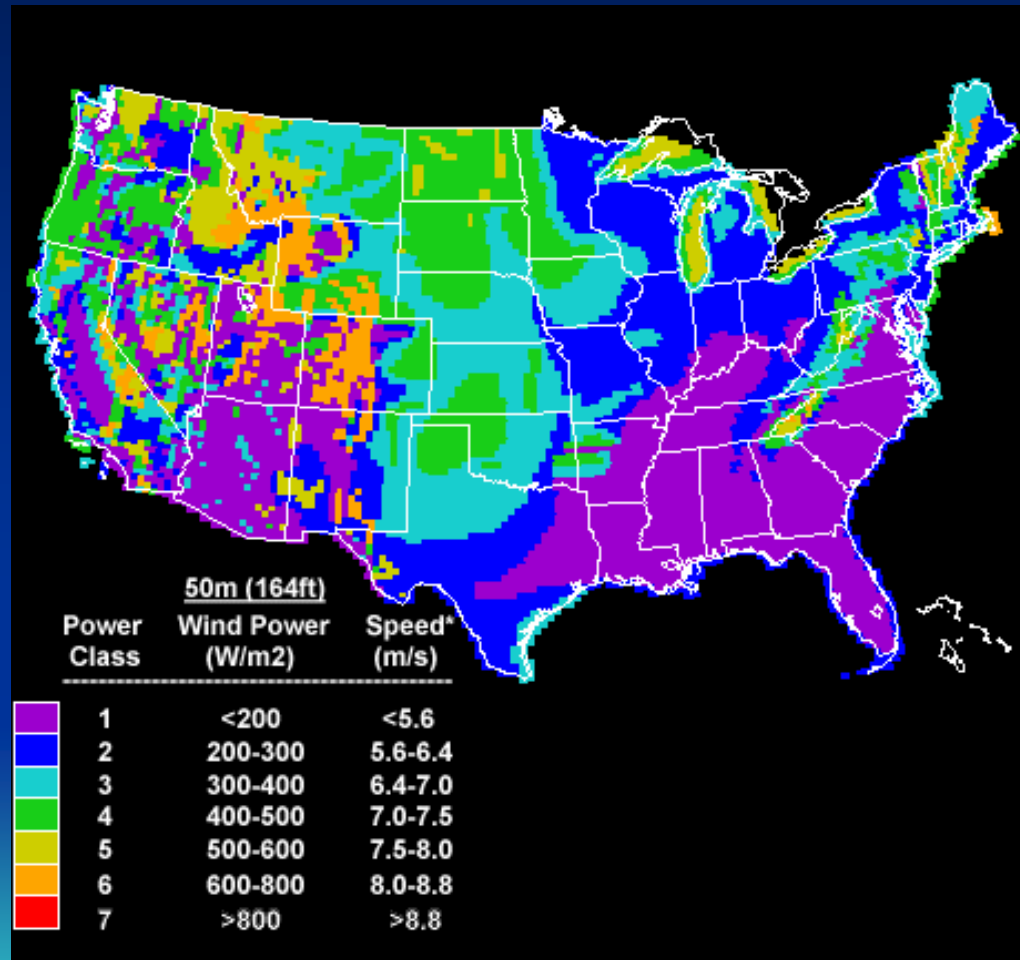 50m (164ft)
Power Wind Power Speed*
Class (W/m2) (m/s)
1 <200 <5.6
2 200-300 5.6-6.4
3 300-400 6.4-7.0
4 400-500 7.0-7.5
5 500-600 7.5-8.0
6 600-800 8.0-8.8
7 >800 >8.8